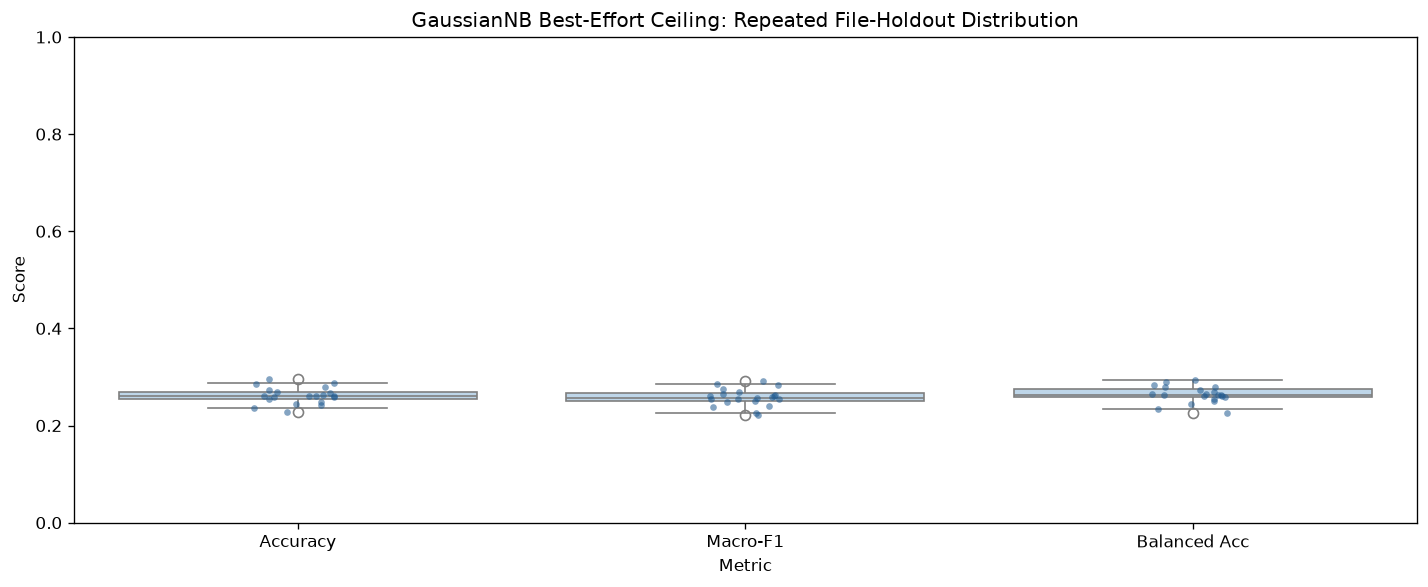 GaussianNB Best-Effort Ceiling: Repeated File-Holdout Distribution
1.0
0.8
0.6
0.4
0.2
0.0
Score
Accuracy
Macro-F1
Balanced Acc
Metric